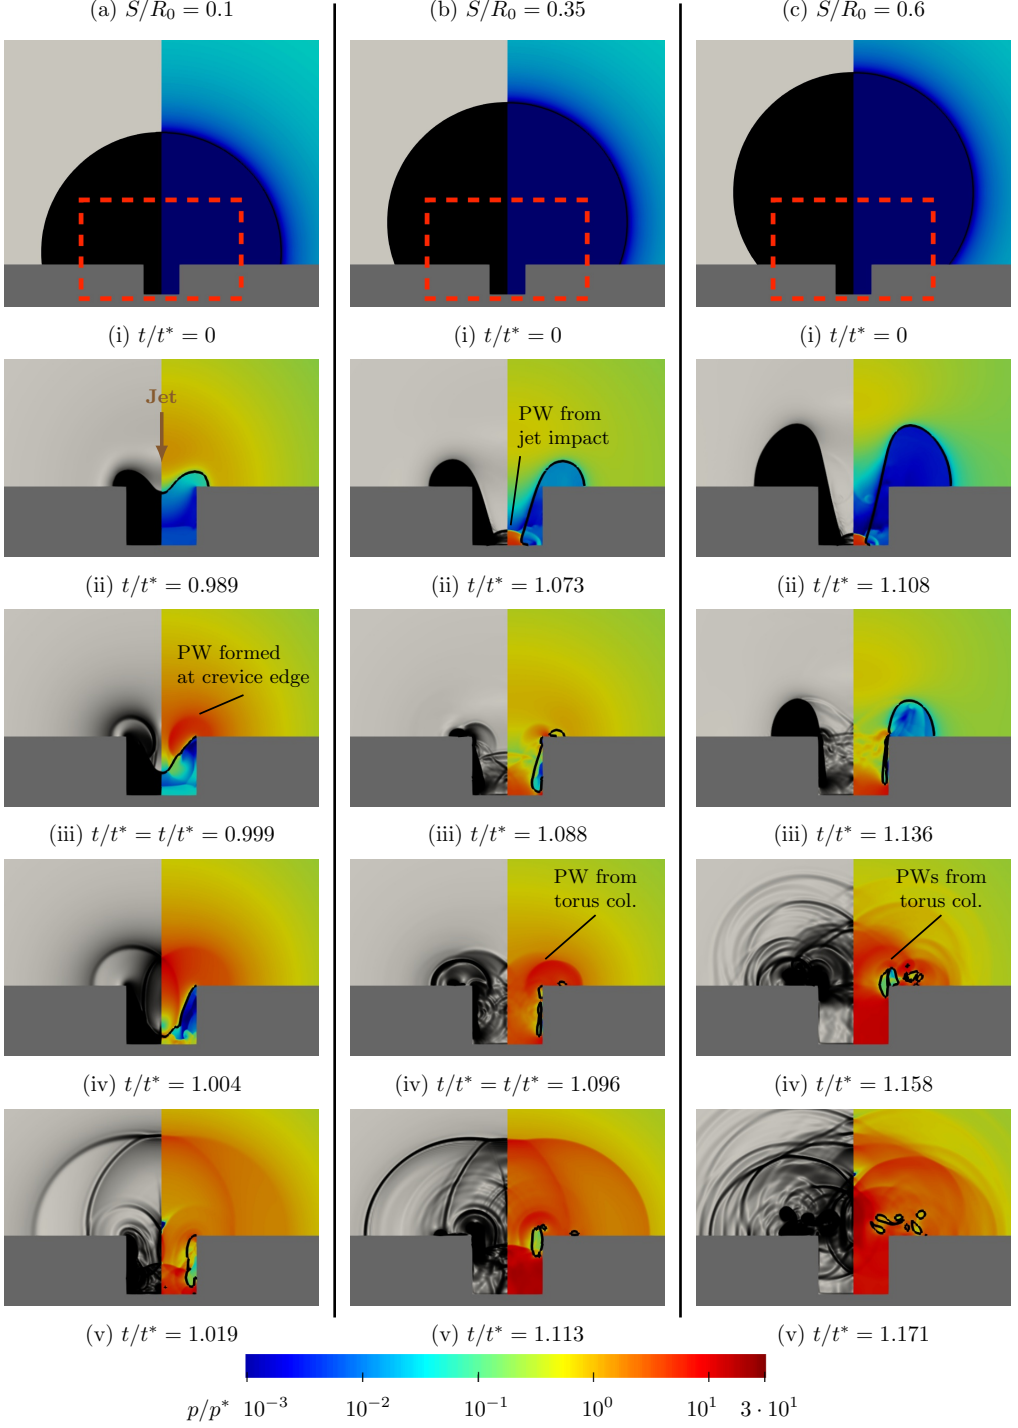 (a) S/R₀ = 0.1
(b) S/R₀ = 0.35
(c) S/R₀ = 0.6
(i) t/t* = 0
(i) t/t* = 0
(i) t/t* = 0
Jet
PW from
jet impact
(ii) t/t* = 0.989
(ii) t/t* = 1.073
(ii) t/t* = 1.108
PW formed
at crevice edge
(iii) t/t* = t/t* = 0.999
(iii) t/t* = 1.088
(iii) t/t* = 1.136
PW from
torus col.
PWs from
torus col.
(iv) t/t* = 1.004
(iv) t/t* = t/t* = 1.096
(iv) t/t* = 1.158
(v) t/t* = 1.019
(v) t/t* = 1.113
(v) t/t* = 1.171
p/p* 10⁻³ 10⁻² 10⁻¹ 10⁰ 10¹ 3 · 10¹